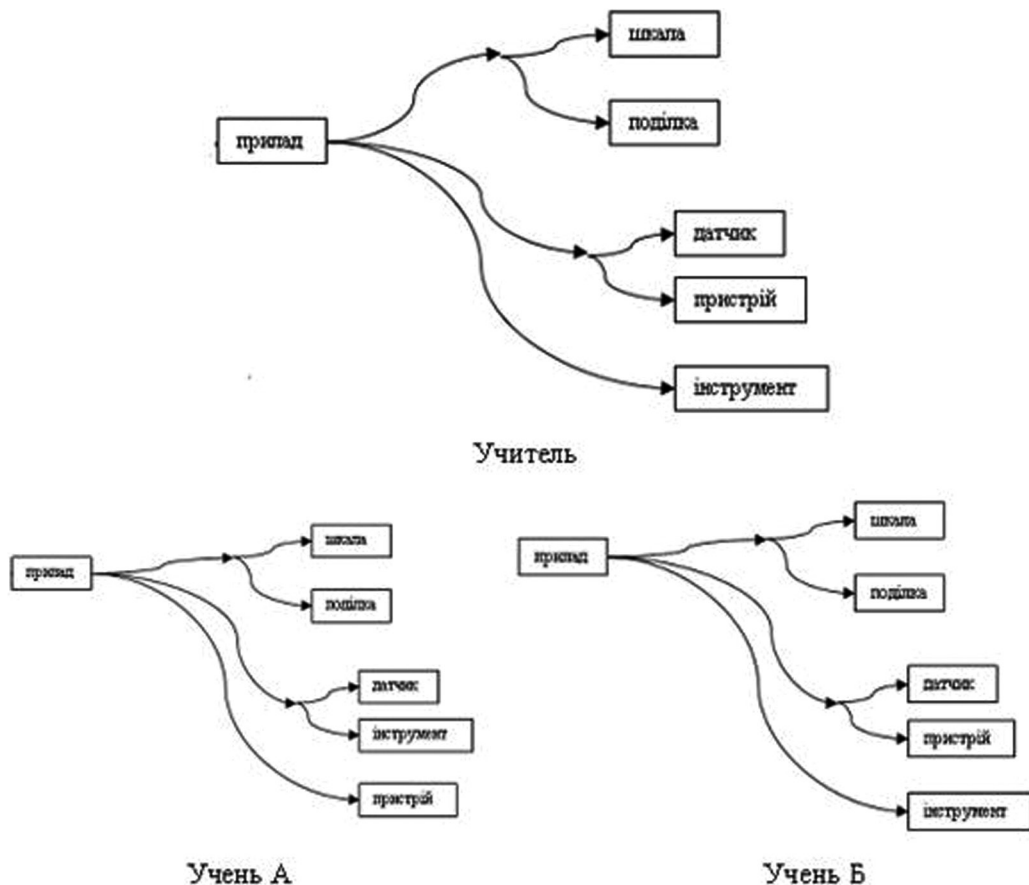 шкала
поділка
прилад
датчик
пристрій
інструмент
Учитель
шкала
прилад
поділка
датчик
інструмент
пристрій
Учень А
шкала
прилад
поділка
датчик
пристрій
інструмент
Учень Б